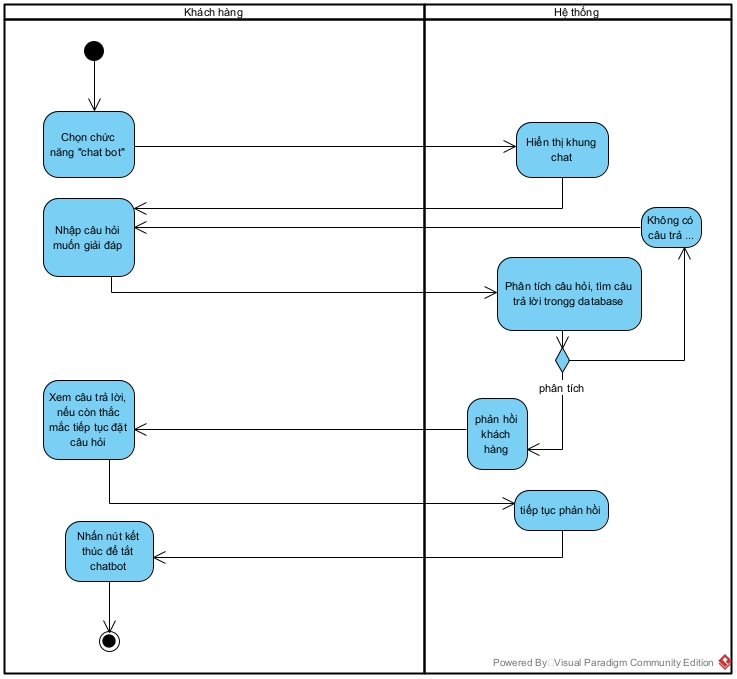 Khách hàng
Hệ thống
Chọn chức
năng "chat bot"
Hiển thị khung
chat
Nhập câu hỏi
muốn giải đáp
Không có
câu trả ...
Phân tích câu hỏi, tìm câu
trả lời trongg database
phân tích
Xem câu trả lời,
nếu còn thắc
mắc tiếp tục đặt
câu hỏi
phản hồi
khách
hàng
tiếp tục phản hồi
Nhấn nút kết
thúc để tắt
chatbot
Powered By Visual Paradigm Community Edition